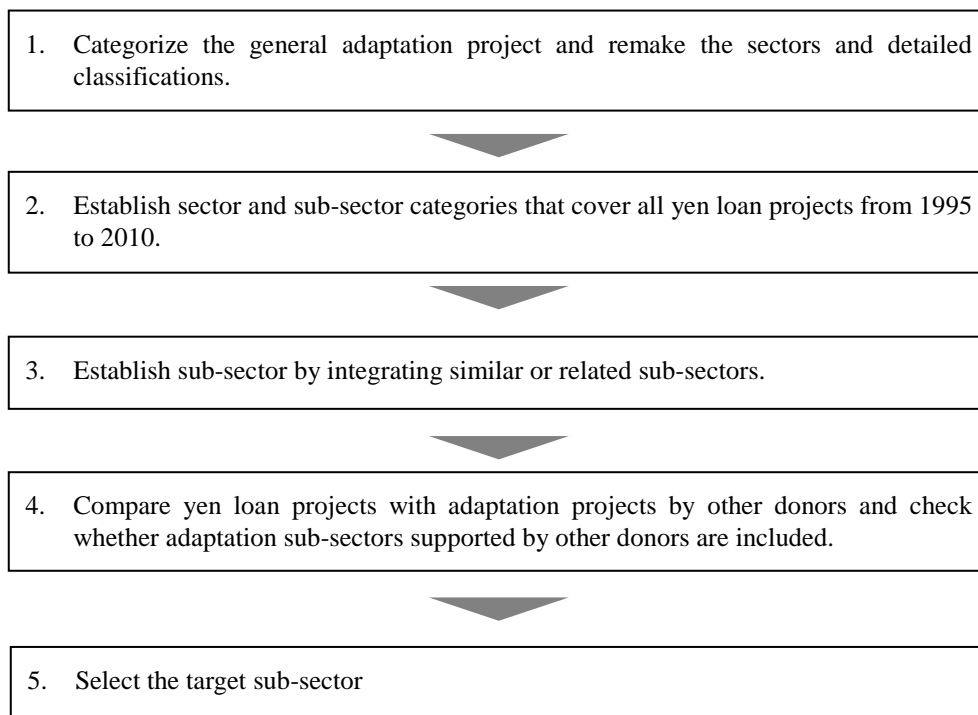 1. Categorize the general adaptation project and remake the sectors and detailed
classifications.
2. Establish sector and sub-sector categories that cover all yen loan projects from 1995
to 2010.
3. Establish sub-sector by integrating similar or related sub-sectors.
4. Compare yen loan projects with adaptation projects by other donors and check
whether adaptation sub-sectors supported by other donors are included.
5. Select the target sub-sector